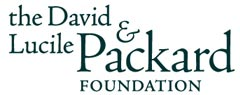 the David &
Lucile Packard
FOUNDATION